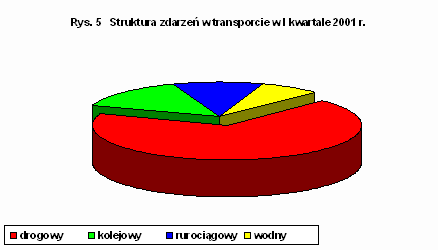 Rys. 5 Struktura zdarzeń w transporcie w I kwartale 2001 r.
drogowy kolejowy rurociągowy wodny